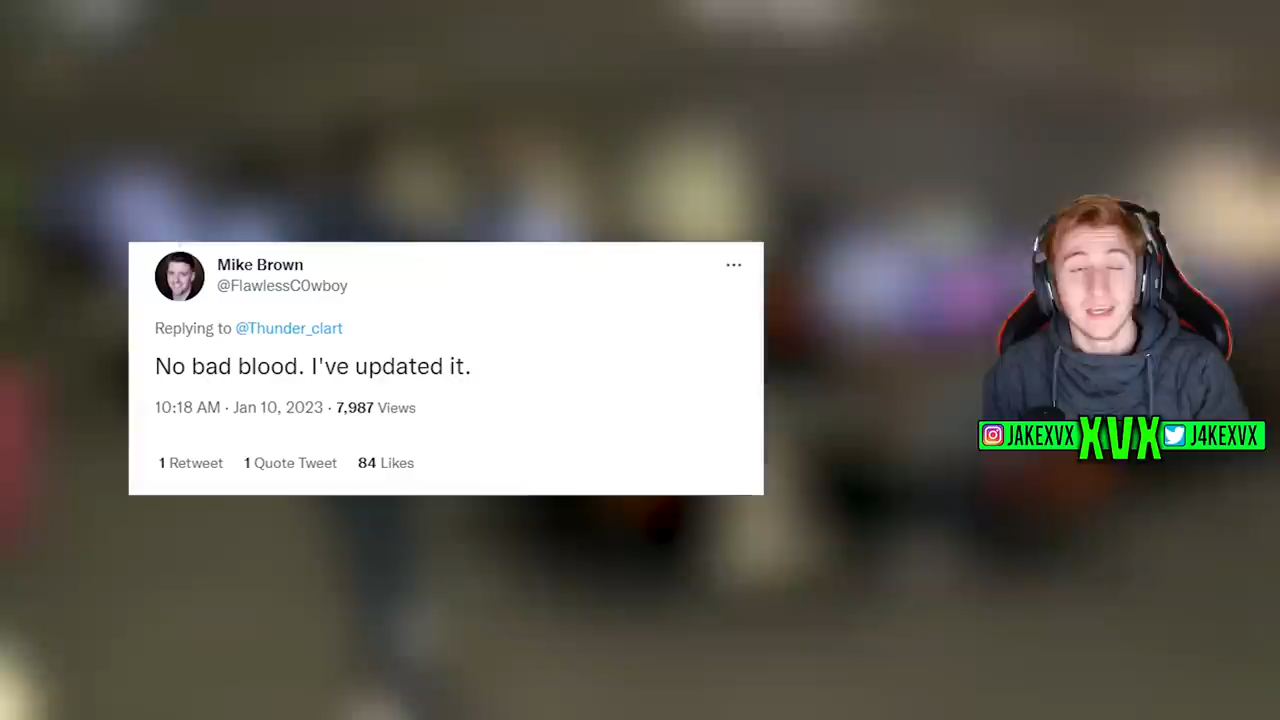 Mike Brown
@FlawlessC0wboy
Replying to @Thunder_clart
No bad blood. I've updated it.
10:18 AM · Jan 10, 2023 · 7,987 Views
1 Retweet 1 Quote Tweet 84 Likes
JAKEXVX XVX J4KEXVX